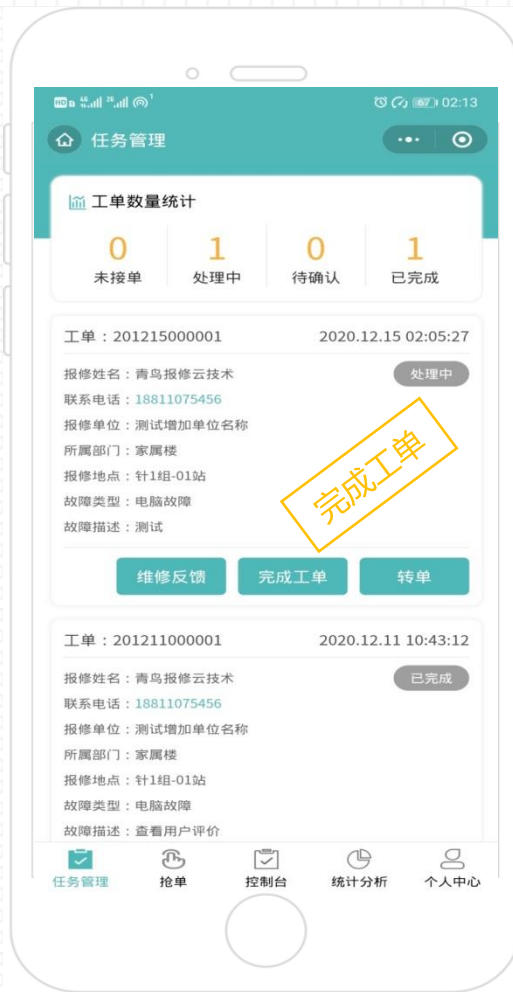 HD B 4G 2G 1 67 02:13
任务管理
工单数量统计
0 1 0 1
未接单 处理中 待确认 已完成
工单：201215000001 2020.12.15 02:05:27
报修姓名：青鸟报修云技术 处理中
联系电话：18811075456
报修单位：测试增加单位名称
所属部门：家属楼
报修地点：针1组-01站
故障类型：电脑故障
故障描述：测试
完成工单
维修反馈 完成工单 转单
工单：201211000001 2020.12.11 10:43:12
报修姓名：青鸟报修云技术 已完成
联系电话：18811075456
报修单位：测试增加单位名称
所属部门：家属楼
报修地点：针1组-01站
故障类型：电脑故障
故障描述：查看用户评价
任务管理 抢单 控制台 统计分析 个人中心